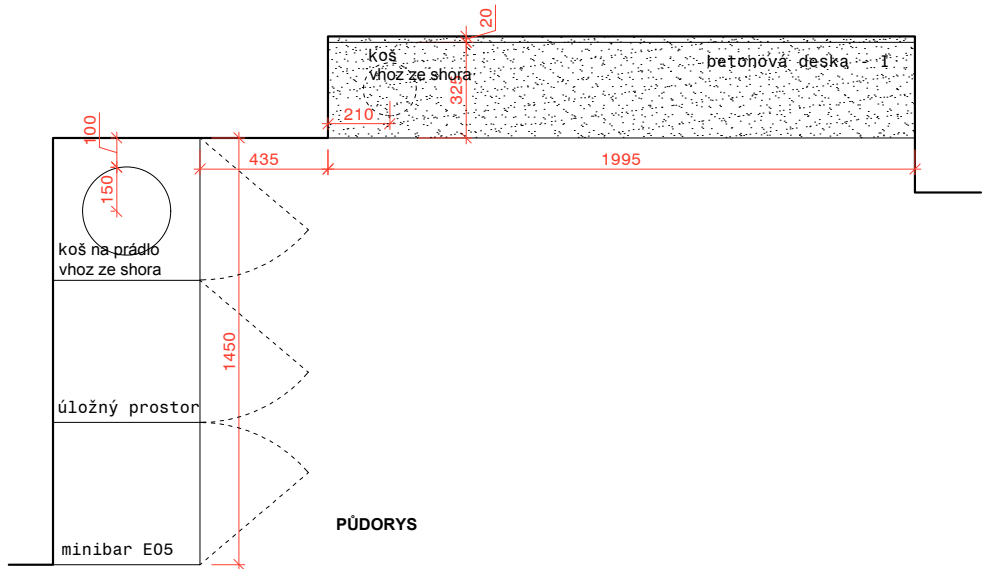 20
koš
vhoz ze shora
betonová deska - I
325
210
100
435
1995
150
koš na prádlo
vhoz ze shora
1450
úložný prostor
minibar E05
PŮDORYS